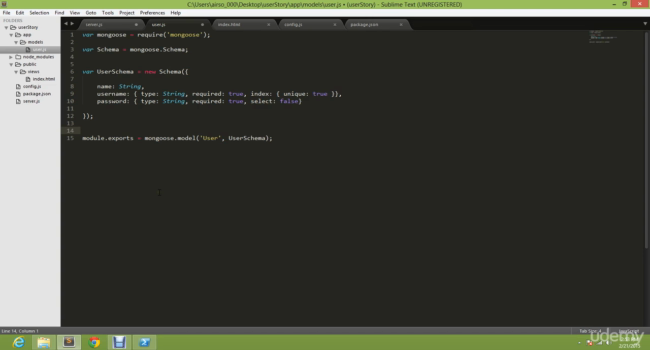 C:\Users\airso_000\Desktop\userStory\app\models\user.js • (userStory) - Sublime Text (UNREGISTERED)
File Edit Selection Find View Goto Tools Project Preferences Help
FOLDERS
userStory
app
models
user.js
node_modules
public
views
index.html
config.js
package.json
server.js
server.js user.js index.html config.js package.json
1 var mongoose = require('mongoose');
2
3 var Schema = mongoose.Schema;
4
5
6 var UserSchema = new Schema({
7
8 name: String,
9 username: { type: String, required: true, index: { unique: true }},
10 password: { type: String, required: true, select: false}
11
12 });
13
14
15 module.exports = mongoose.model('User', UserSchema);
Line 14, Column 1
Tab Size: 4
JavaScript
udemy